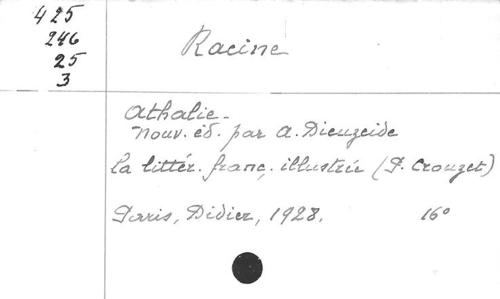 425
246
25
3
Racine
Athalie.
nouv. éd. par A. Dieuzeide
La littér. franç. illustrée (P. Crouzet)
Paris, Didier, 1928.
16°